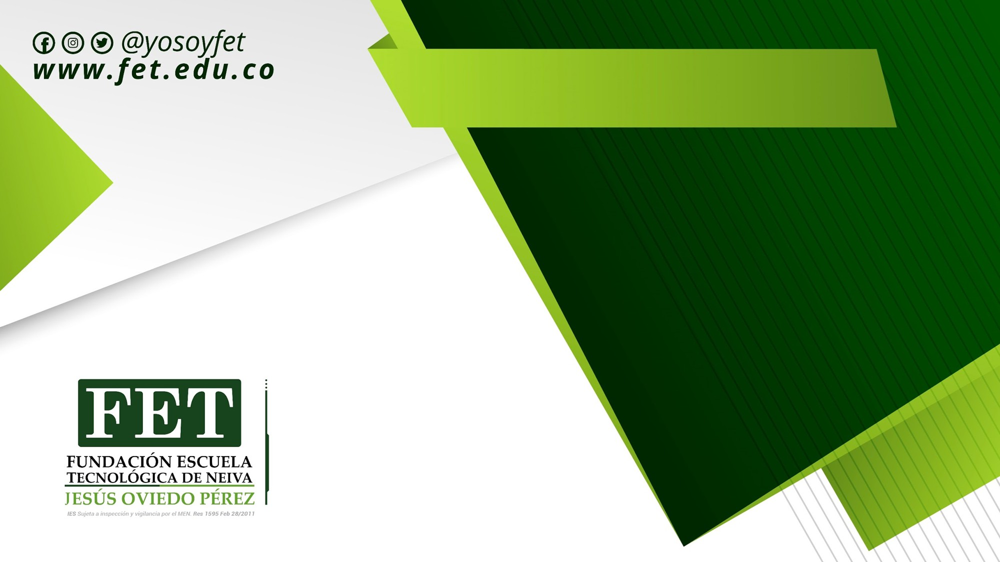 @yosoyfet
www.fet.edu.co
FET
FUNDACIÓN ESCUELA
TECNOLÓGICA DE NEIVA
JESÚS OVIEDO PÉREZ
IES Sujeta a inspección y vigilancia por el MEN. Res 1595 Feb 28/2011